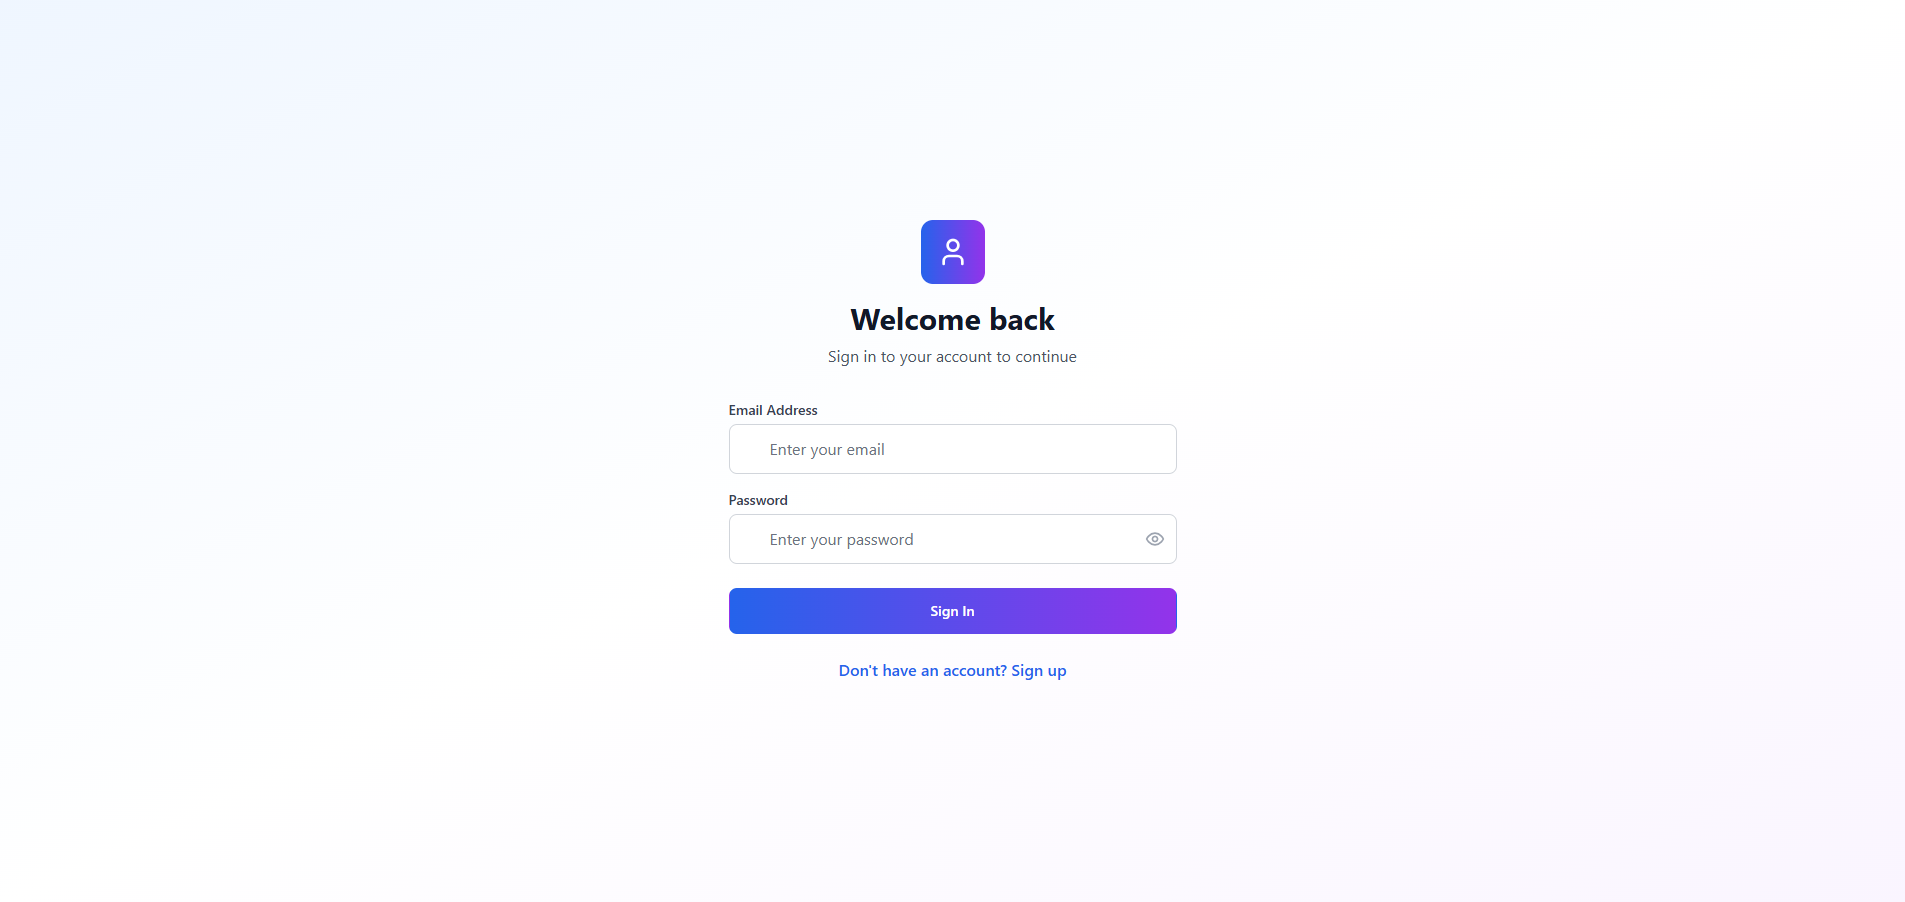 Welcome back
Sign in to your account to continue
Email Address
Enter your email
Password
Enter your password
Sign In
Don't have an account? Sign up